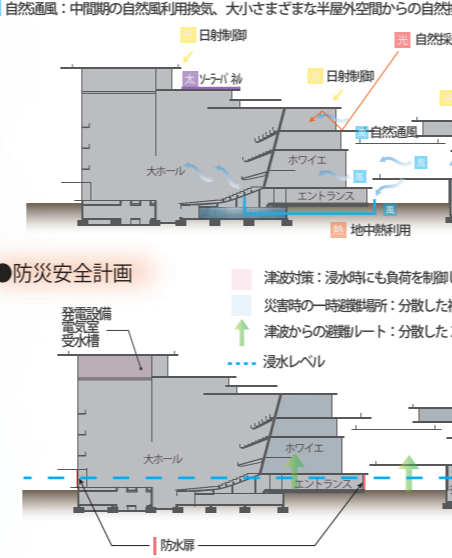 自然通風：中間期の自然風利用換気、大小さまざまな半屋外空間からの自然
日 日射制御
光 自然採
太 ソーラーパネル
日 日射制御
風 自然通風
大ホール
ホワイエ
風
風
エントランス
風
熱 地中熱利用
●防災安全計画
津波対策：浸水時にも負荷を制御し
災害時の一時避難場所：分散した
津波からの避難ルート：分散した
浸水レベル
発電設備
電気室
受水槽
大ホール
ホワイエ
エントランス
防水扉